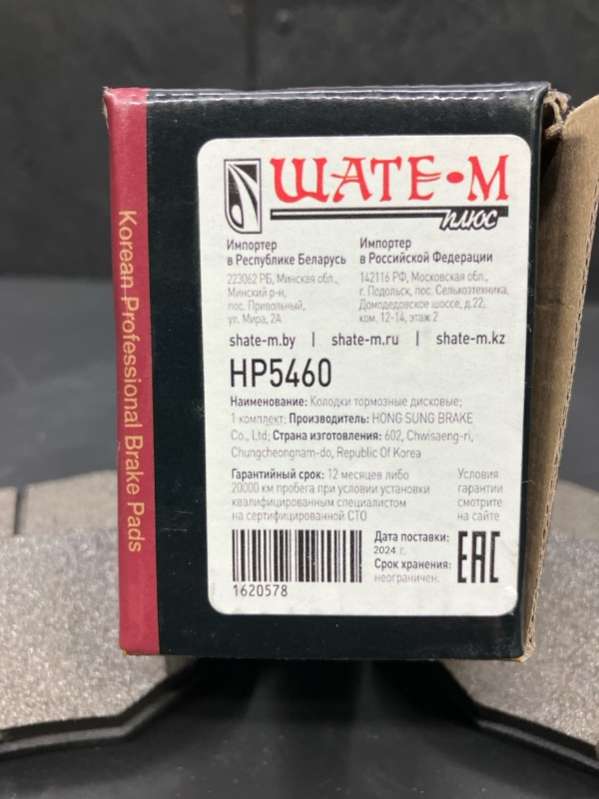 ШАТЕ-М
плюс
Импортер
в Республике Беларусь
223062 РБ, Минская обл.,
Минский р-н,
пос. Привольный,
ул. Мира, 2А
Импортер
в Российской Федерации
142116 РФ, Московская обл.,
г. Подольск, пос. Сельхозтехника,
Домодедовское шоссе, д.22,
ком. 12-14, этаж 2
shate-m.by | shate-m.ru | shate-m.kz
HP5460
Наименование: Колодки тормозные дисковые;
1 комплект; Производитель: HONG SUNG BRAKE
Co., Ltd; Страна изготовления: 602, Chwisaeng-ri,
Chungcheongnam-do, Republic Of Korea
Гарантийный срок: 12 месяцев либо
20000 км пробега при условии установки
квалифицированным специалистом
на сертифицированной СТО
Условия
гарантии
смотрите
на сайте
1620578
Дата поставки:
2024 г.
Срок хранения:
неограничен.
EAC
Korean Professional Brake Pads